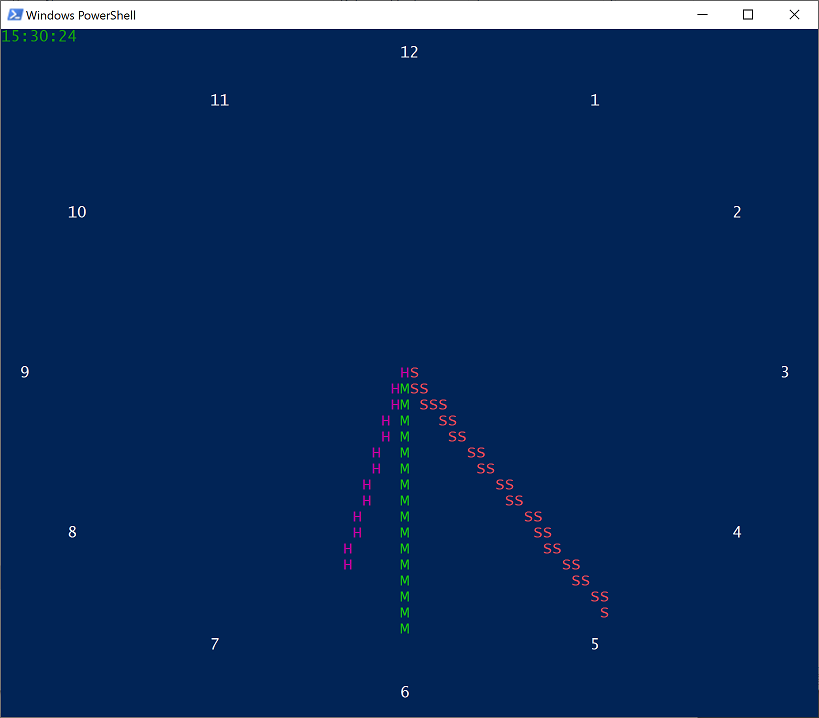 Windows PowerShell
15:30:24
12
11 1
10 2
9 HS 3
HMSS
HM SSS
H M SS
H M SS
H M SS
H M SS
H M SS
H M SS
H M SS
8 H M SS 4
H M SS
H M SS
M SS
M SS
M S
M
7 5
6